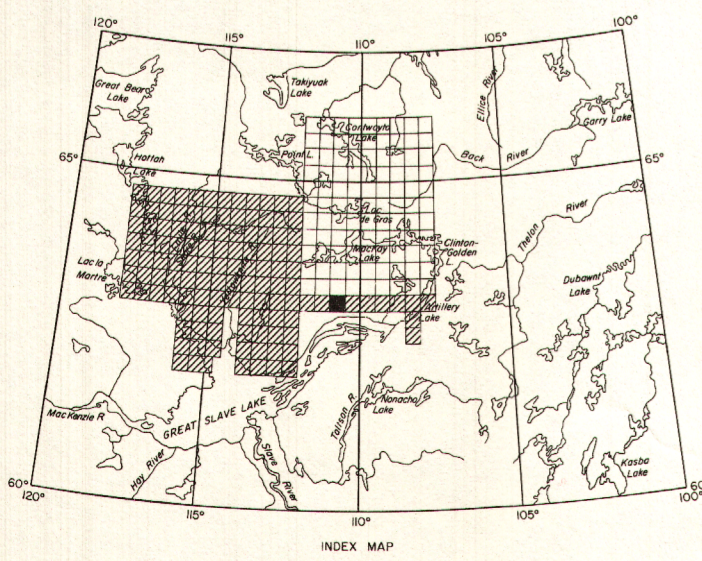 120°
115°
110°
105°
100°
Great Bear
Lake
Takiyuak
Lake
Ellice River
Garry Lake
Contwoyto
Lake
Point L.
Back River
65°
65°
Hottah
Lake
Lac
de Gras
Thelon River
MacKay
Lake
Clinton-
Golden
L.
Lac la
Martre
Dubawnt
Lake
Artillery
Lake
MacKenzie R.
GREAT SLAVE LAKE
Taltson R.
Nonacho
Lake
Hay River
Slave River
Kasba
Lake
60°
120°
115°
110°
105°
60
100°
INDEX MAP